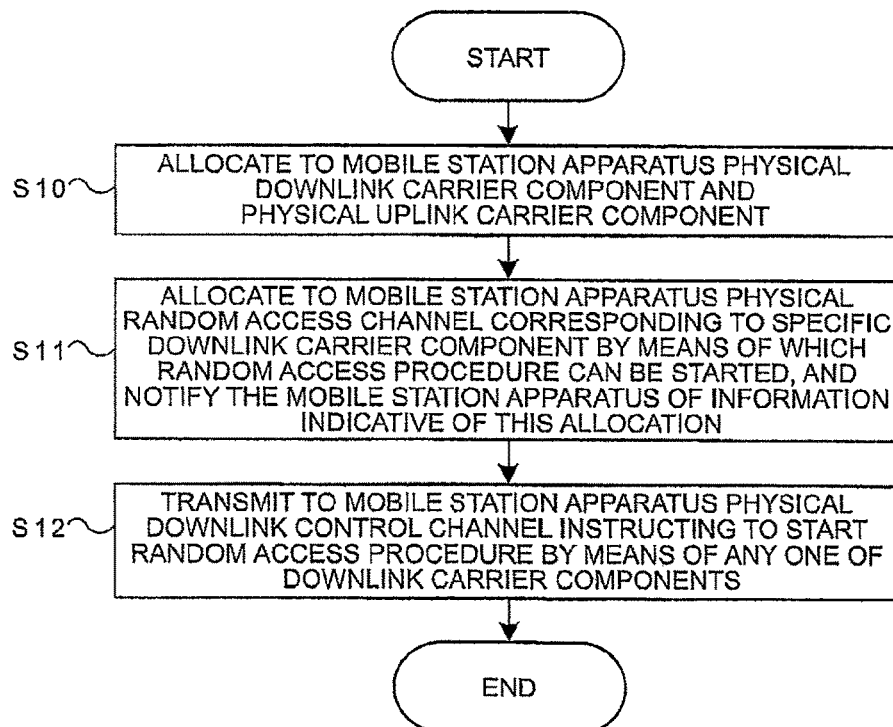 START
S10
ALLOCATE TO MOBILE STATION APPARATUS PHYSICAL
DOWNLINK CARRIER COMPONENT AND
PHYSICAL UPLINK CARRIER COMPONENT
S11
ALLOCATE TO MOBILE STATION APPARATUS PHYSICAL
RANDOM ACCESS CHANNEL CORRESPONDING TO SPECIFIC
DOWNLINK CARRIER COMPONENT BY MEANS OF WHICH
RANDOM ACCESS PROCEDURE CAN BE STARTED, AND
NOTIFY THE MOBILE STATION APPARATUS OF INFORMATION
INDICATIVE OF THIS ALLOCATION
S12
TRANSMIT TO MOBILE STATION APPARATUS PHYSICAL
DOWNLINK CONTROL CHANNEL INSTRUCTING TO START
RANDOM ACCESS PROCEDURE BY MEANS OF ANY ONE OF
DOWNLINK CARRIER COMPONENTS
END